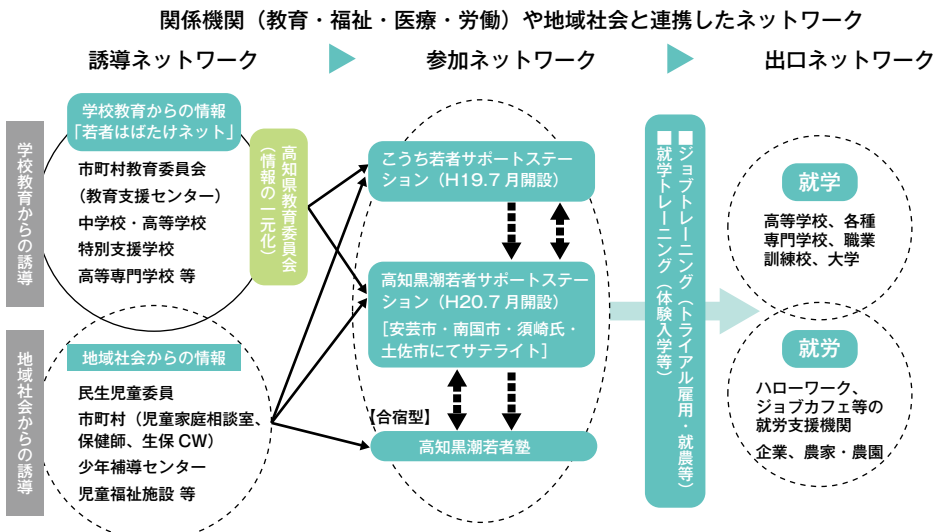 関係機関（教育・福祉・医療・労働）や地域社会と連携したネットワーク
誘導ネットワーク
参加ネットワーク
出口ネットワーク
学校教育からの誘導
学校教育からの情報
「若者はばたけネット」
市町村教育委員会
（教育支援センター）
中学校・高等学校
特別支援学校
高等専門学校 等
高知県教育委員会
（情報の一元化）
地域社会からの誘導
地域社会からの情報
民生児童委員
市町村（児童家庭相談室、
保健師、生保 CW）
少年補導センター
児童福祉施設 等
こうち若者サポートステー
ション（H19.7 月開設）
高知黒潮若者サポートステー
ション（H20.7 月開設）
［安芸市・南国市・須崎氏・
土佐市にてサテライト］
【合宿型】
高知黒潮若者塾
■ジョブトレーニング（トライアル雇用・就農等）
■就学トレーニング（体験入学等）
就学
高等学校、各種
専門学校、職業
訓練校、大学
就労
ハローワーク、
ジョブカフェ等の
就労支援機関
企業、農家・農園